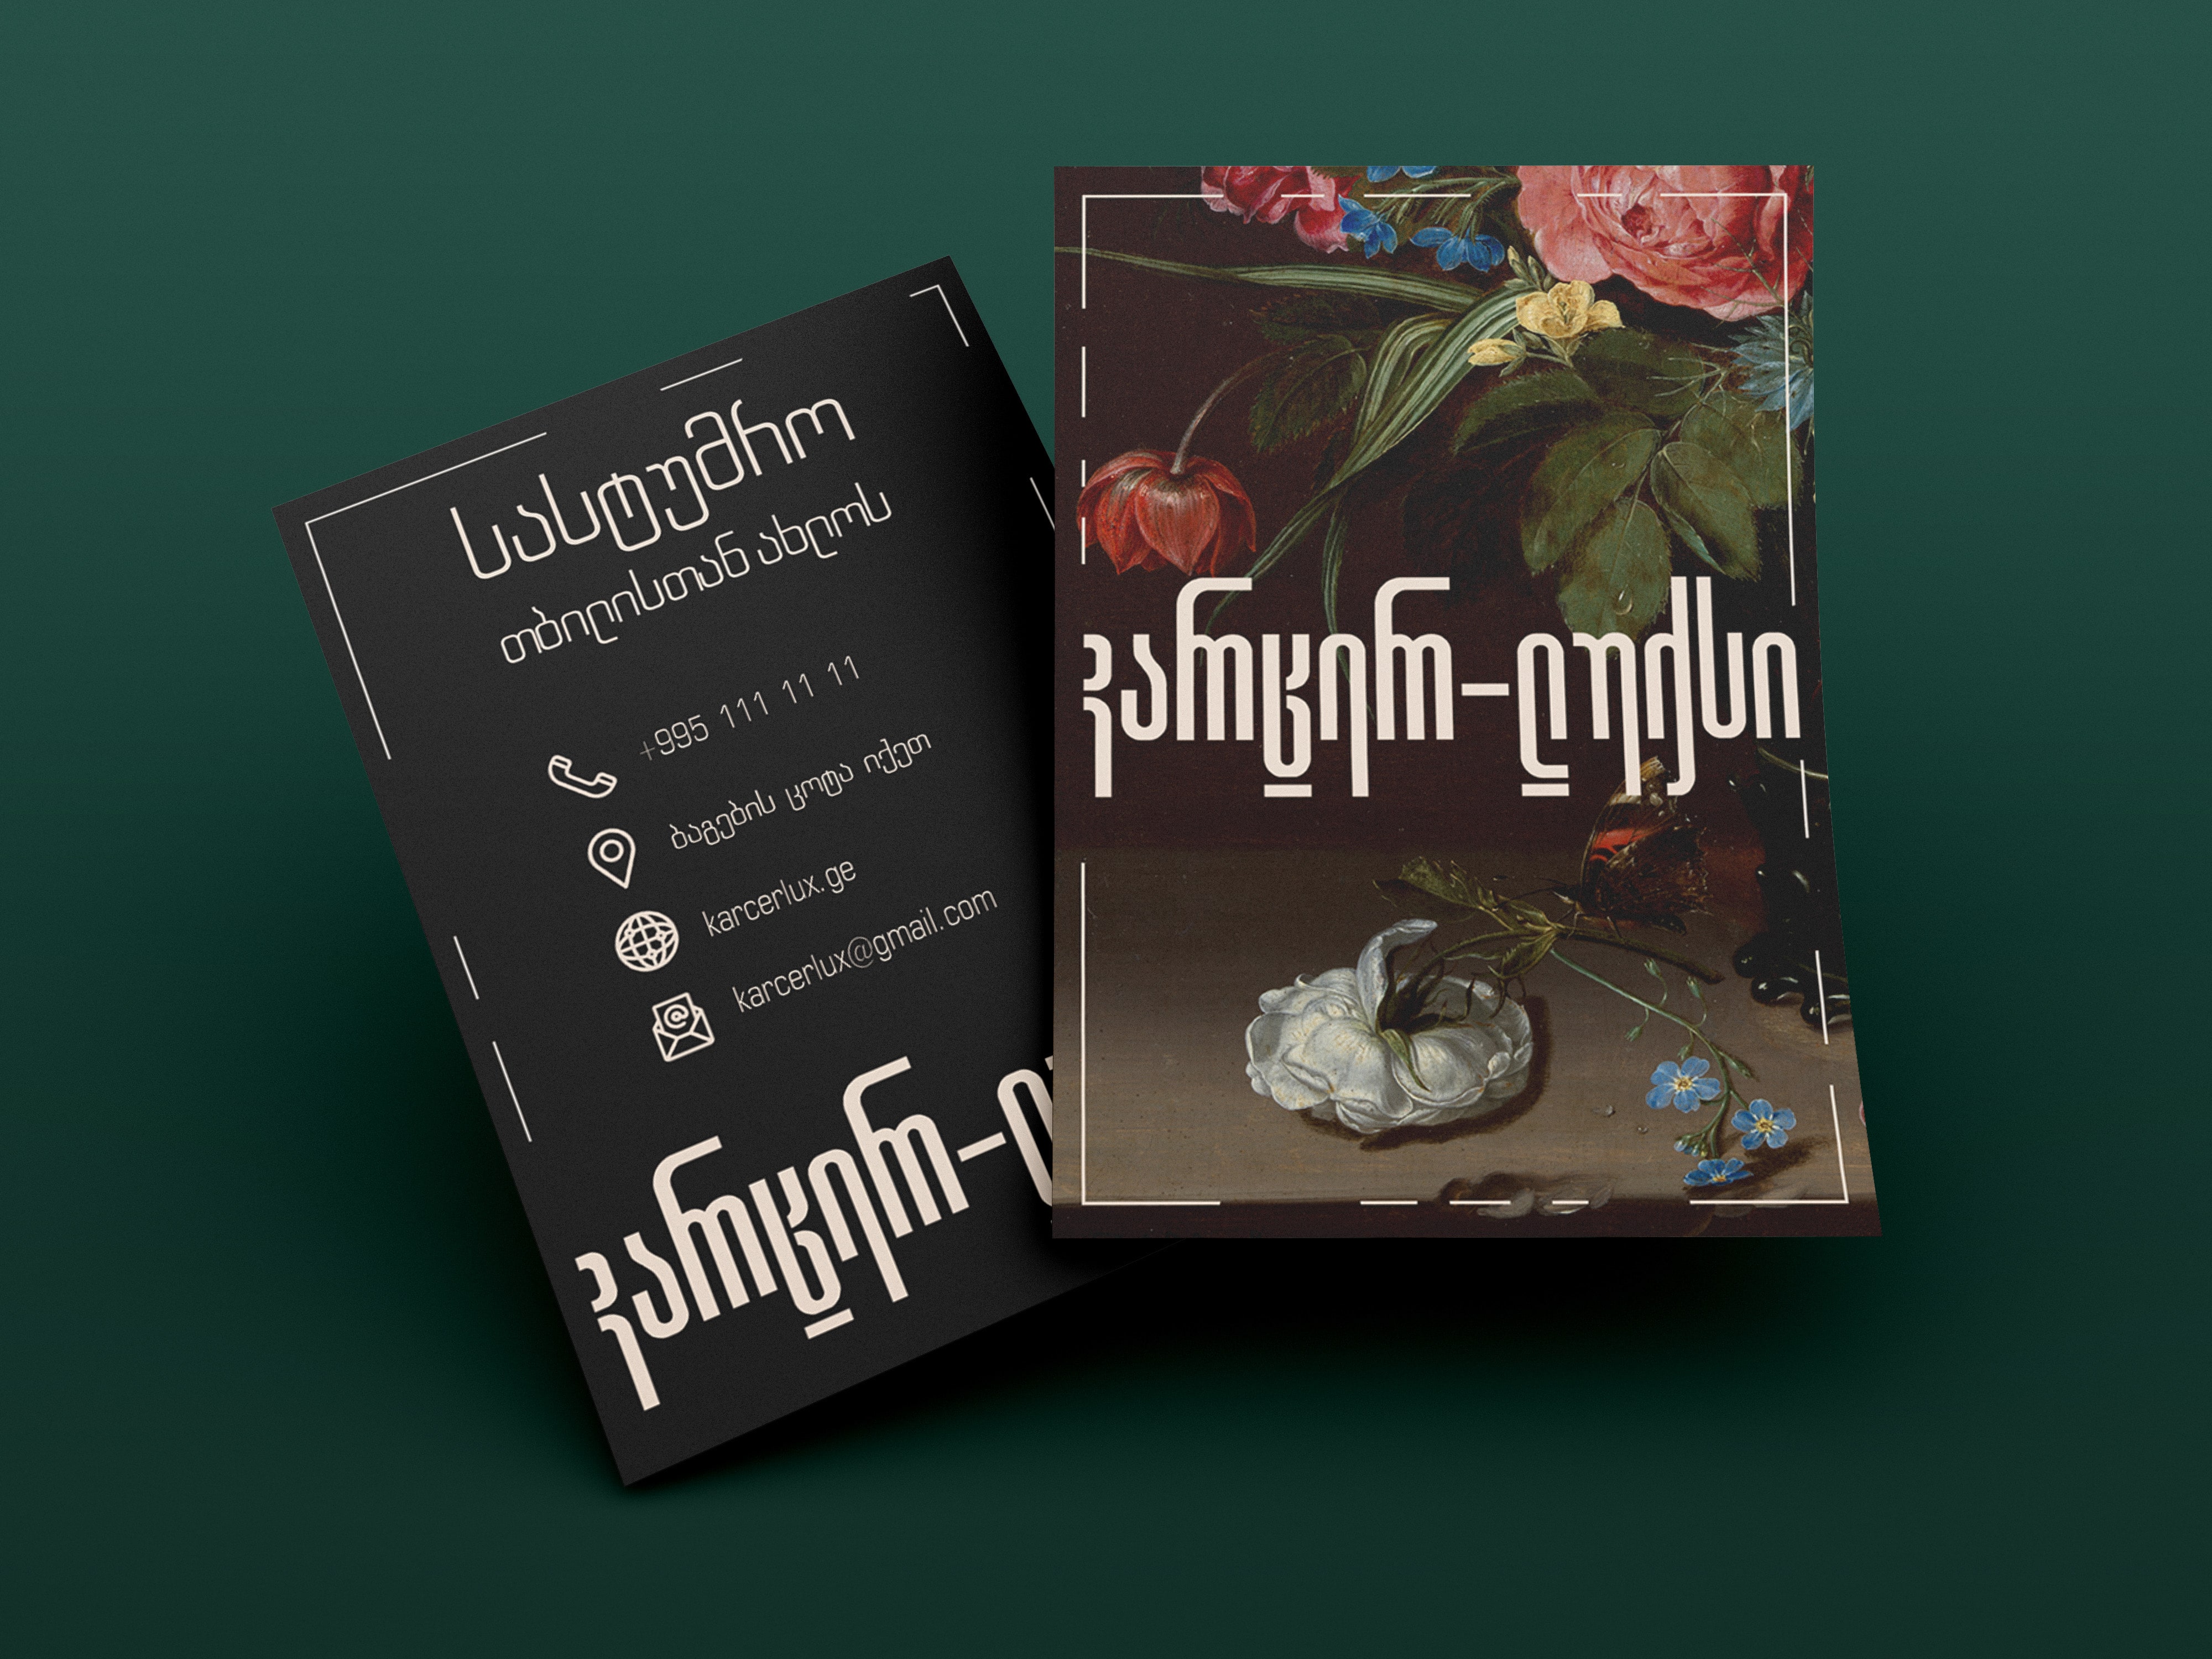 სასტუმრო
თბილისთან ახლოს
+995 111 11 11
ბაგების ცოტა იქეთ
karcerlux.ge
karcerlux@gmail.com
კარცერ-ლ
კარცერ-ლუქსი